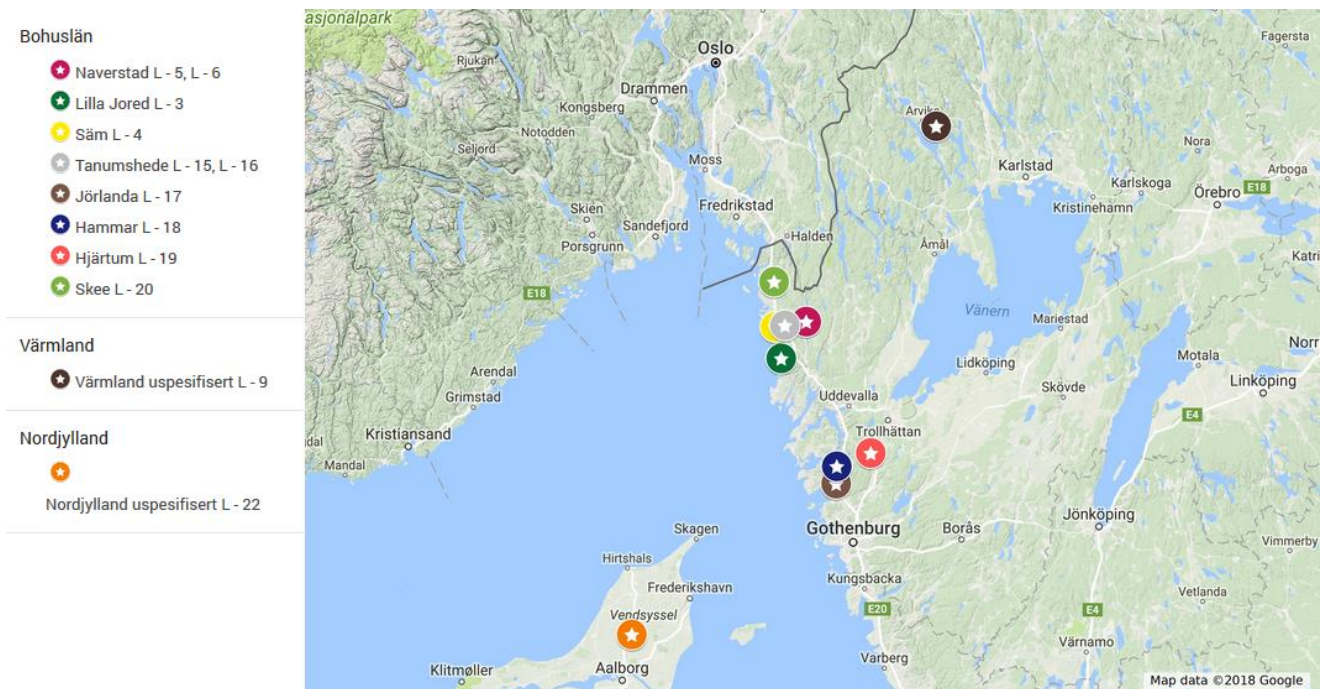 Bohuslän
Naverstad L - 5, L - 6
Lilla Jored L - 3
Säm L - 4
Tanumshede L - 15, L - 16
Jörlanda L - 17
Hammar L - 18
Hjärtum L - 19
Skee L - 20
Värmland
Värmland uspesifisert L - 9
Nordjylland
Nordjylland uspesifisert L - 22
asjonalpark
Oslo
Fagersta
Rjukan
Drammen
Kongsberg
Arvika
Notodden
Nora
Seljord
Moss
Karlstad
Arboga
Karlskoga
Örebro
E18
Kristinehamn
Skien
Fredrikstad
Sandefjord
Porsgrunn
Halden
Åmål
Katri
E18
Vänern
Mariestad
Norr
Arendal
Lidköping
Motala
Linköping
Grimstad
Uddevalla
Skövde
E4
Kristiansand
Trollhättan
dal
Mandal
Jönköping
Skagen
Gothenburg
Borås
Vimmerby
Hirtshals
Kungsbacka
Frederikshavn
Vetlanda
Vendsyssel
E20
E4
Värnamo
Klitmøller
Aalborg
Varberg
Map data ©2018 Google